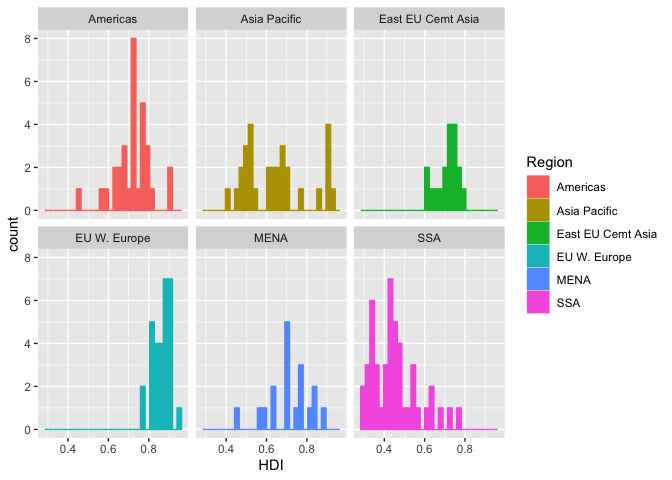 Americas
Asia Pacific
East EU Cemt Asia
8
6
4
2
0
EU W. Europe
MENA
SSA
8
6
4
2
0
0.4 0.6 0.8
0.4 0.6 0.8
0.4 0.6 0.8
HDI
count
Region
Americas
Asia Pacific
East EU Cemt Asia
EU W. Europe
MENA
SSA